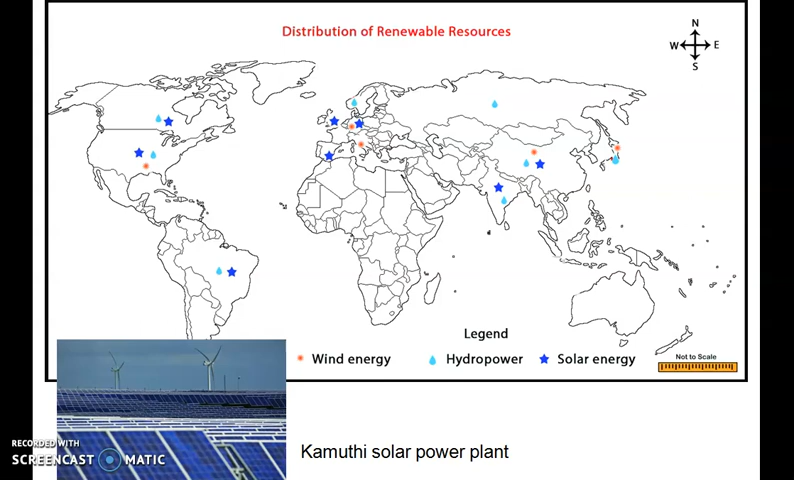 Distribution of Renewable Resources
N
W E
S
Legend
Wind energy
Hydropower
Solar energy
Not to Scale
RECORDED WITH
SCREENCAST MATIC
Kamuthi solar power plant